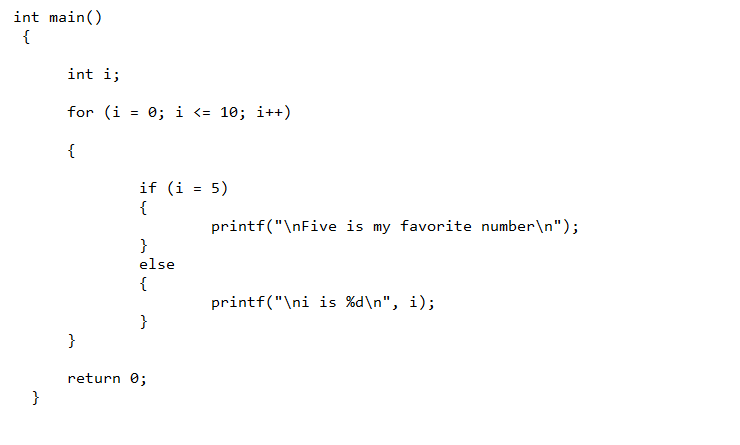 int main()
{
int i;
for (i = 0; i <= 10; i++)
{
if (i = 5)
{
printf("\nFive is my favorite number\n");
}
else
{
printf("\ni is %d\n", i);
}
}
return 0;
}